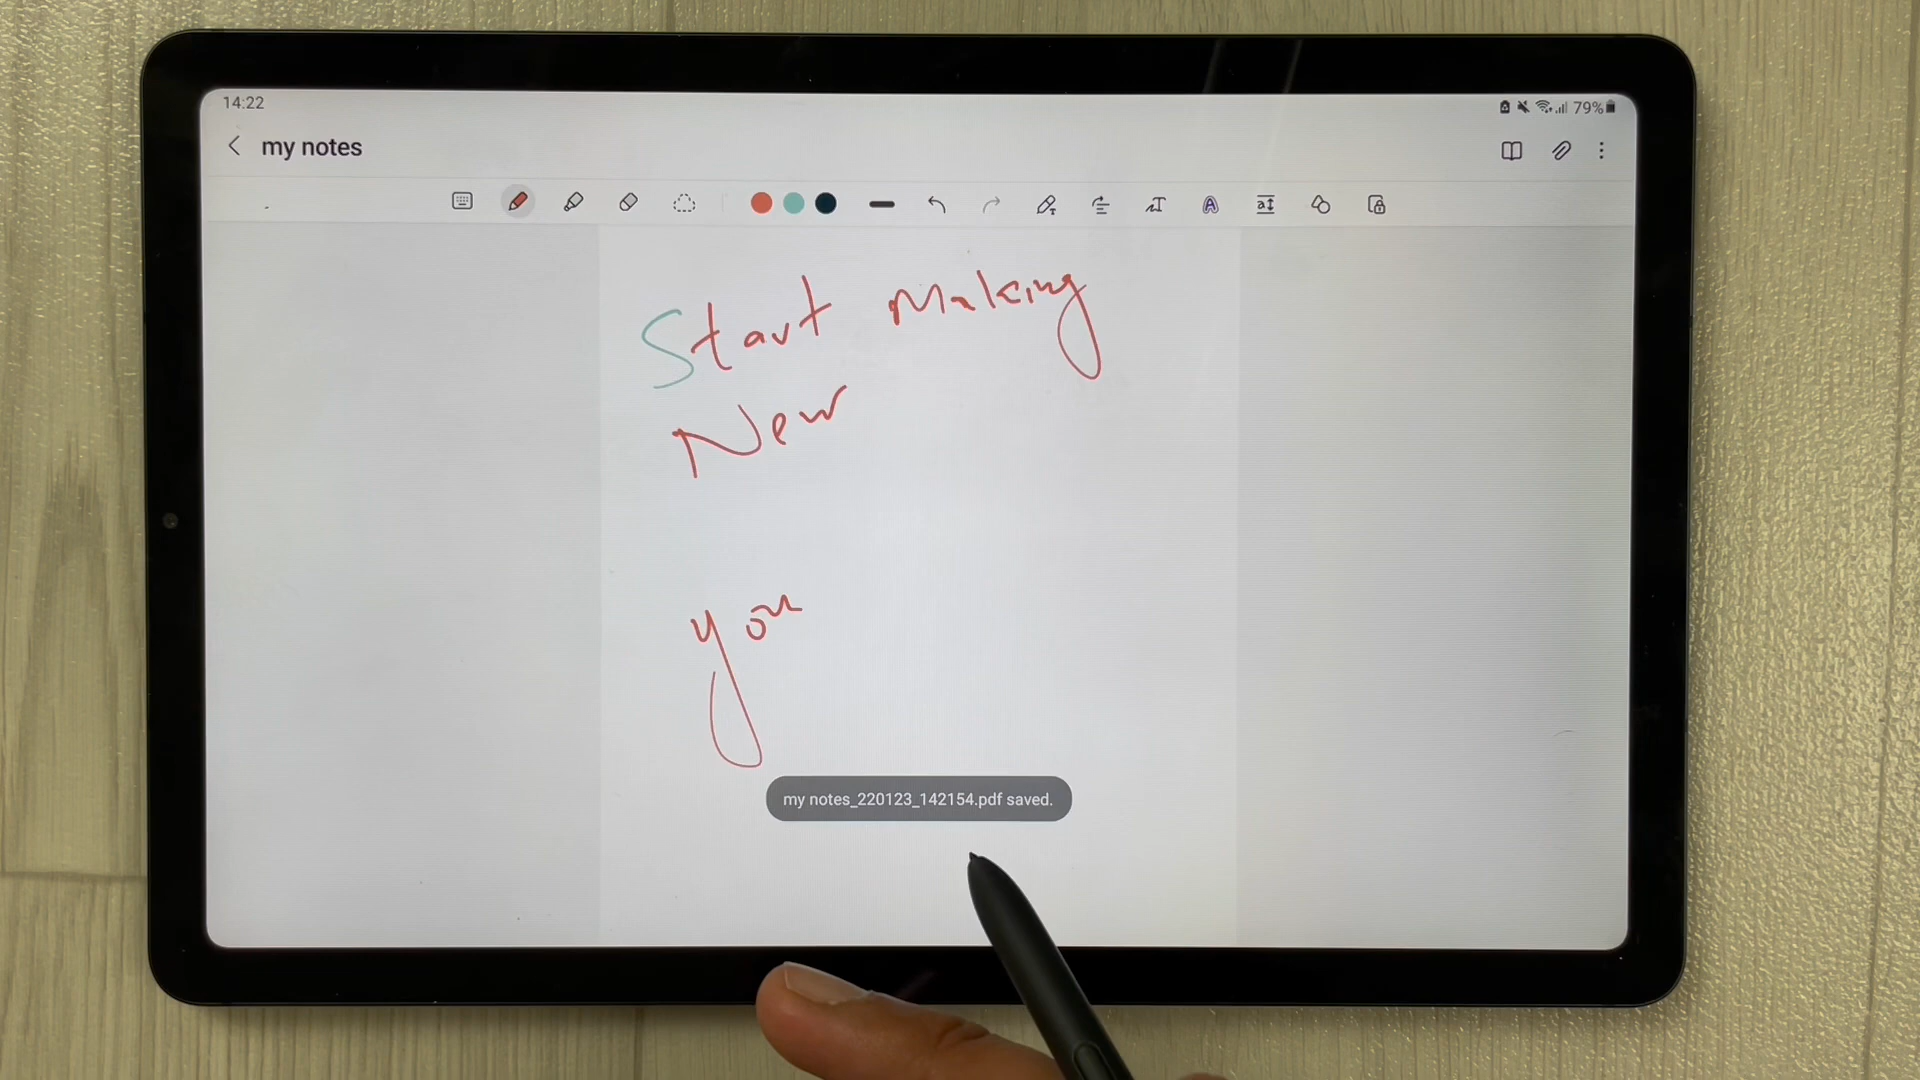 14:22
79%
my notes
Start Making
New
you
my notes_220123_142154.pdf saved.